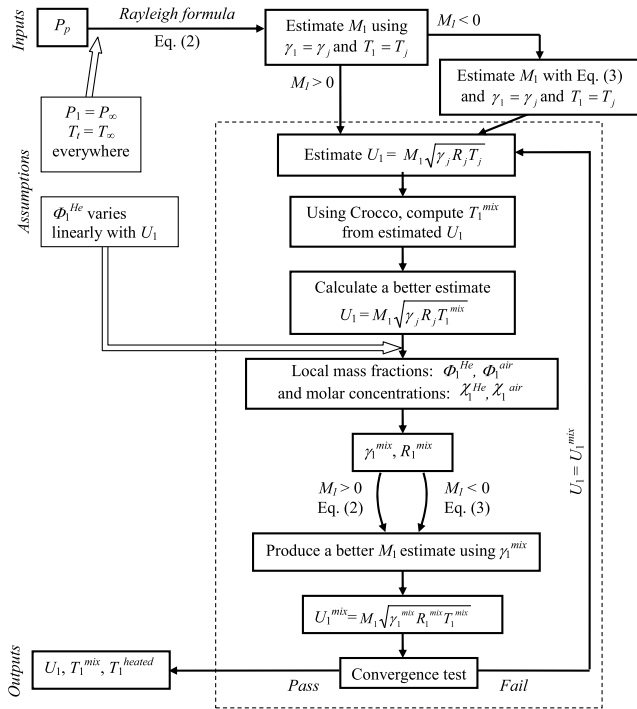 Inputs
P_p
Rayleigh formula
Eq. (2)
Estimate M_1 using
γ_1 = γ_j and T_1 = T_j
M_l < 0
M_l > 0
Estimate M_1 with Eq. (3)
and γ_1 = γ_j and T_1 = T_j
Assumptions
P_1 = P_∞
T_t = T_∞
everywhere
Estimate U_1 = M_1√(γ_j R_j T_j)
Φ_1^{He} varies
linearly with U_1
Using Crocco, compute T_1^{mix}
from estimated U_1
Calculate a better estimate
U_1 = M_1√(γ_j R_j T_1^{mix})
Local mass fractions: Φ_1^{He}, Φ_1^{air}
and molar concentrations: χ_1^{He}, χ_1^{air}
γ_1^{mix}, R_1^{mix}
M_l > 0
Eq. (2)
M_l < 0
Eq. (3)
U_1 = U_1^{mix}
Produce a better M_1 estimate using γ_1^{mix}
U_1^{mix} = M_1√(γ_1^{mix} R_1^{mix} T_1^{mix})
Outputs
U_1, T_1^{mix}, T_1^{heated}
Pass
Convergence test
Fail